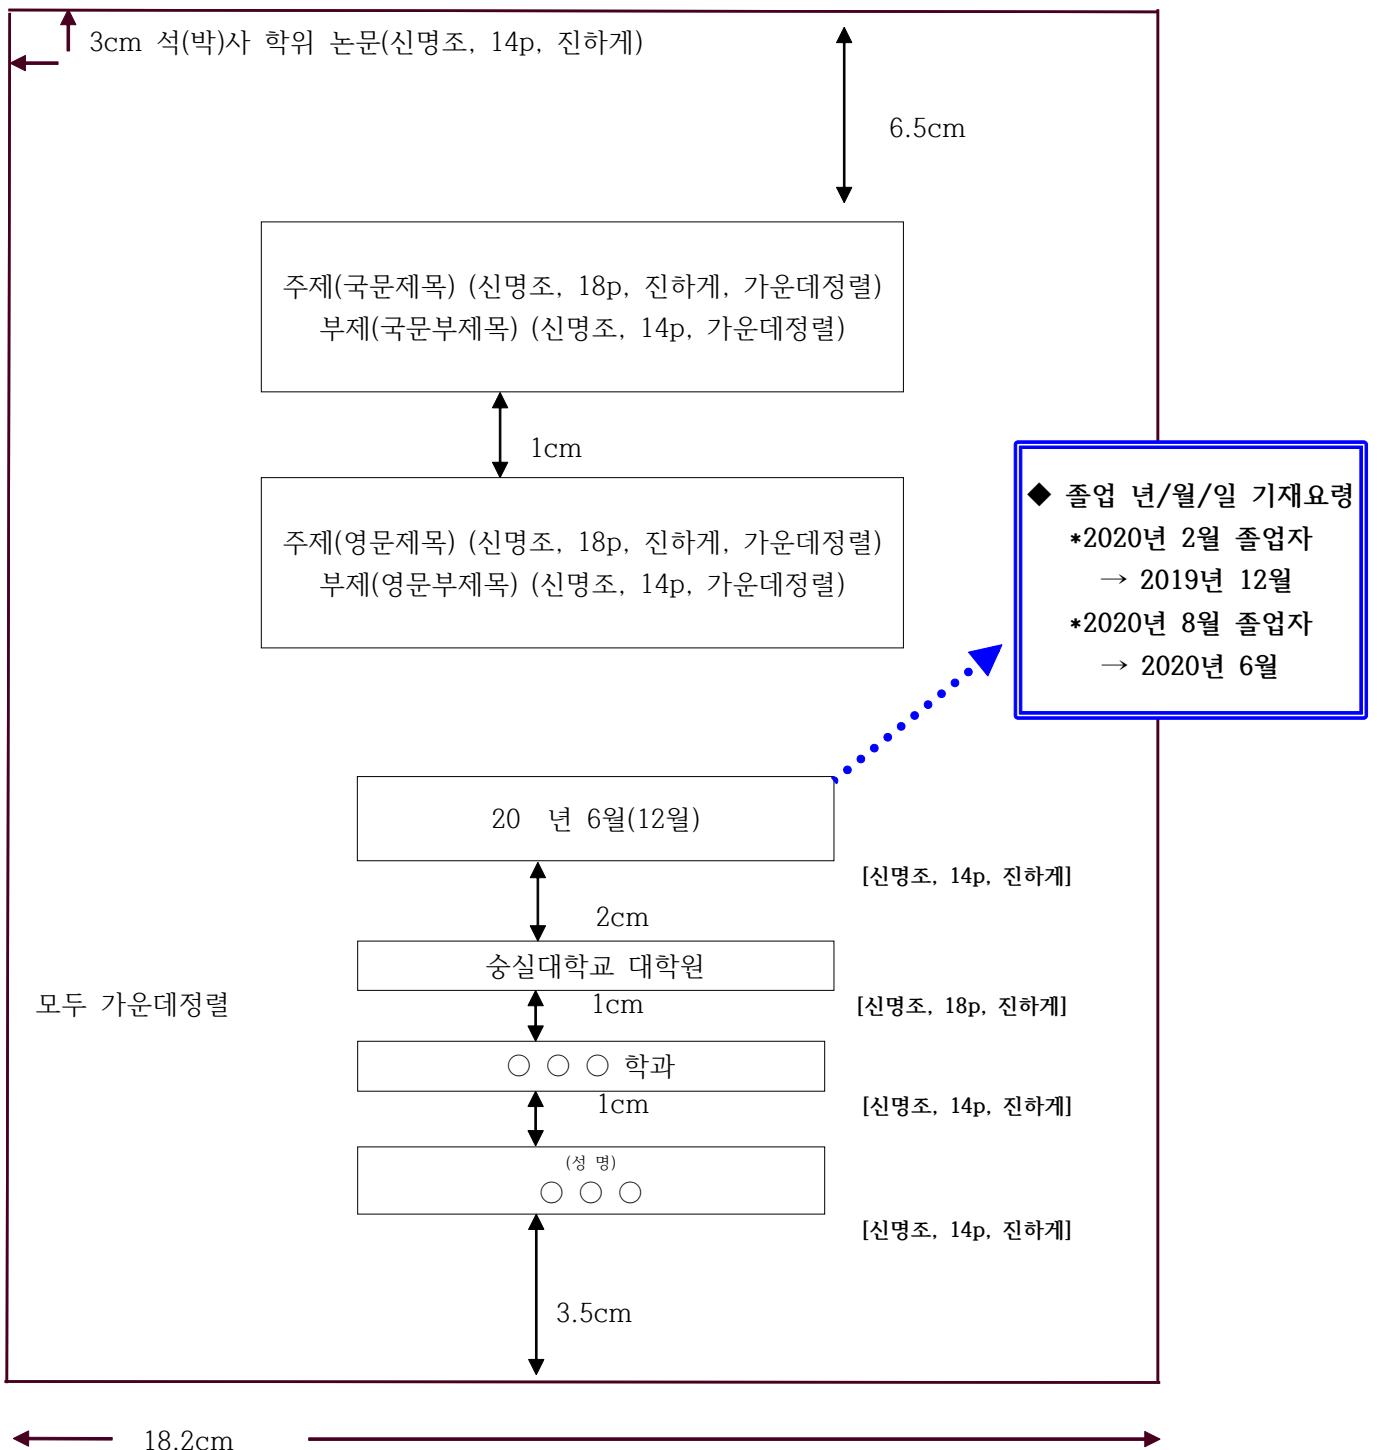 3cm 석(박)사 학위 논문(신명조, 14p, 진하게)
6.5cm
주제(국문제목) (신명조, 18p, 진하게, 가운데정렬)
부제(국문부제목) (신명조, 14p, 가운데정렬)
1cm
주제(영문제목) (신명조, 18p, 진하게, 가운데정렬)
부제(영문부제목) (신명조, 14p, 가운데정렬)
◆ 졸업 년/월/일 기재요령
*2020년 2월 졸업자
→ 2019년 12월
*2020년 8월 졸업자
→ 2020년 6월
20 년 6월(12월)
[신명조, 14p, 진하게]
2cm
숭실대학교 대학원
모두 가운데정렬
1cm
[신명조, 18p, 진하게]
○ ○ ○ 학과
1cm
[신명조, 14p, 진하게]
(성 명)
○ ○ ○
[신명조, 14p, 진하게]
3.5cm
18.2cm